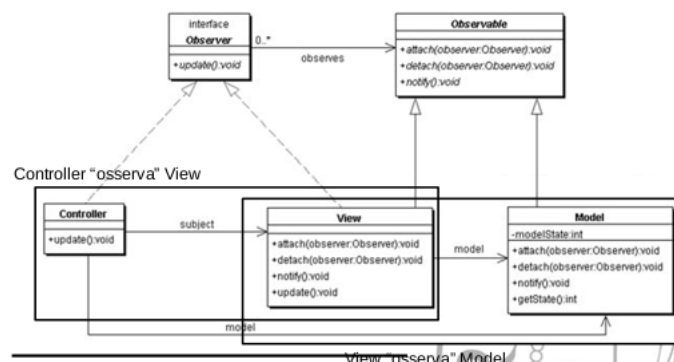 interface
Observer
+update():void
0..*
observes
Observable
+attach(observer:Observer):void
+detach(observer:Observer):void
+notify():void
Controller “osserva” View
Controller
+update():void
subject
View
+attach(observer:Observer):void
+detach(observer:Observer):void
+notify():void
+update():void
model
Model
-modelState:int
+attach(observer:Observer):void
+detach(observer:Observer):void
+notify():void
+getState():int
model
View “osserva” Model